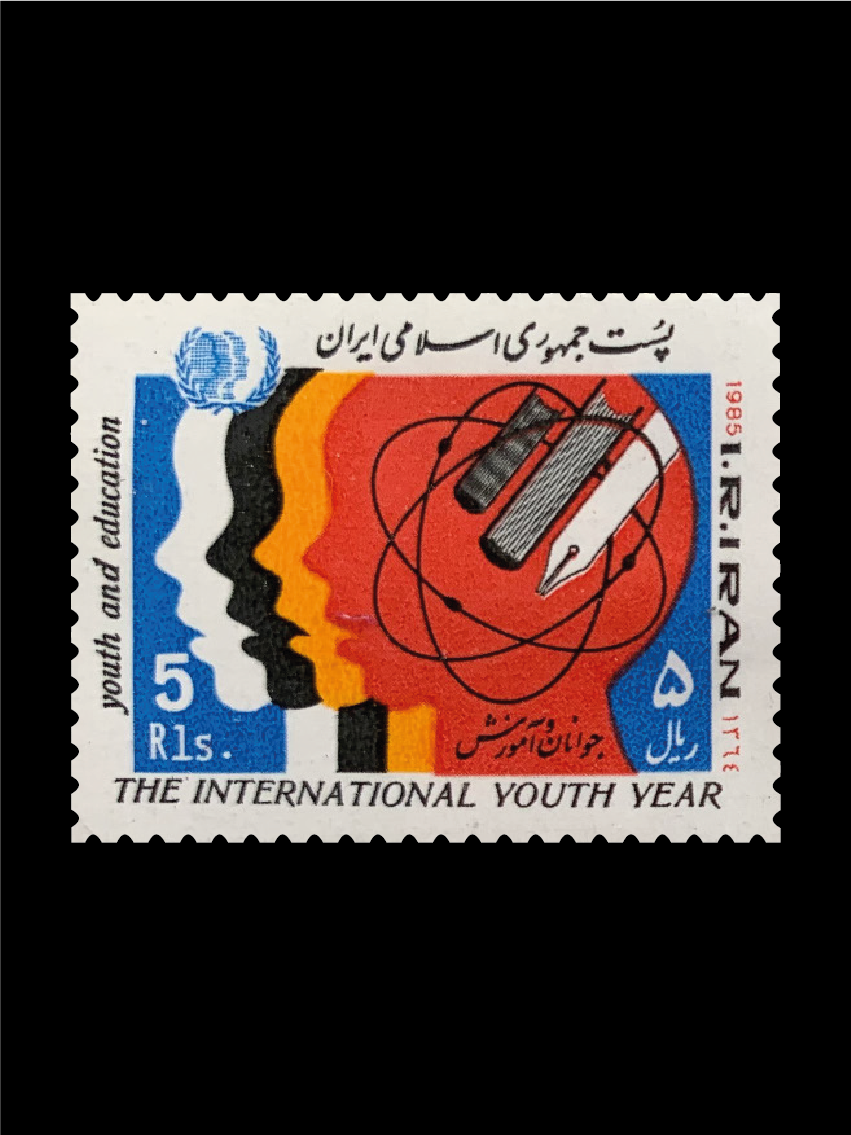 پست جمهوری اسلامی ایران
youth and education
1985 I.R.IRAN ١٣٦٤
5
Rls.
۵
ریال
جوانان و آموزش
THE INTERNATIONAL YOUTH YEAR